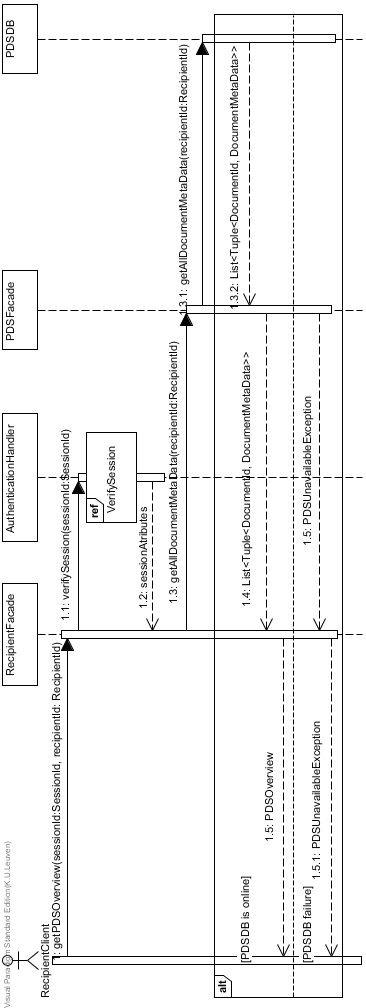 Visual Paradigm Standard Edition(K.U.Leuven)
RecipientClient
RecipientFacade
AuthenticationHandler
PDSFacade
PDSDB
1: getPDSOverview(sessionId:SessionId, recipientId: RecipientId)
1.1: verifySession(sessionId:SessionId)
ref
VerifySession
1.2: sessionAtributes
1.3: getAllDocumentMetaData(recipientId:RecipientId)
1.3.1: getAllDocumentMetaData(recipientId:RecipientId)
alt
[PDSDB is online]
1.3.2: List<Tuple<DocumentId, DocumentMetaData>>
1.4: List<Tuple<DocumentId, DocumentMetaData>>
1.5: PDSOverview
[PDSDB failure]
1.5: PDSUnavailableException
1.5.1: PDSUnavailableException